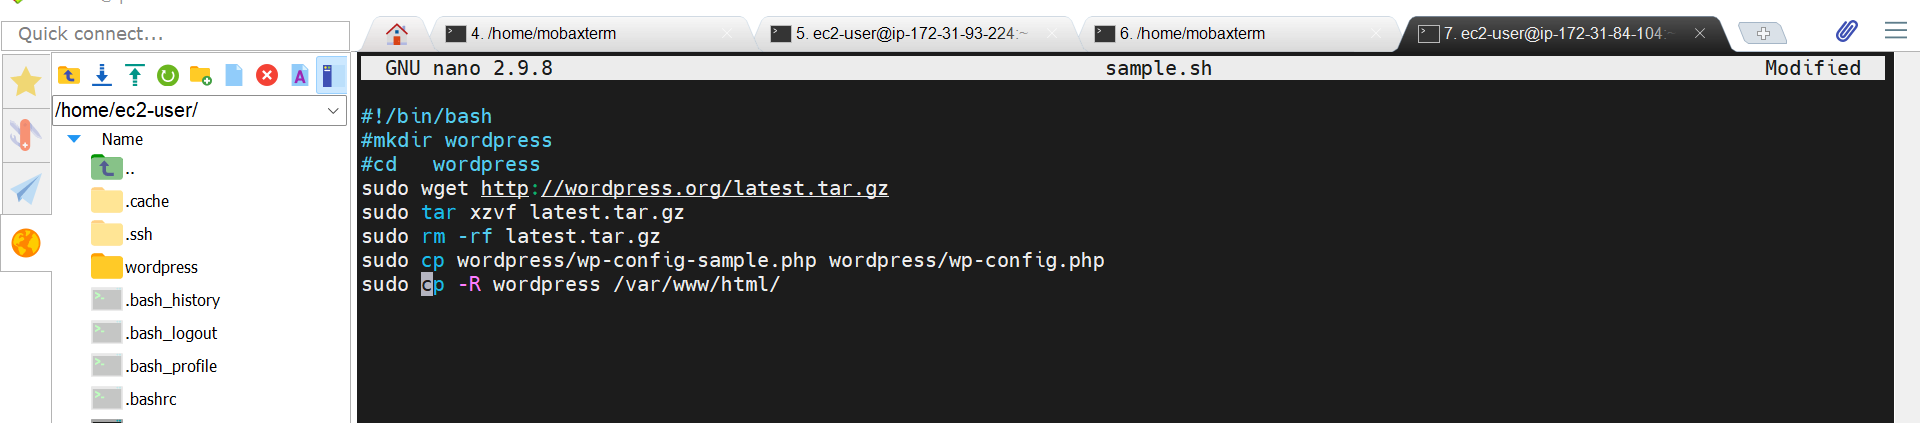 Quick connect...
4. /home/mobaxterm
5. ec2-user@ip-172-31-93-224:~
6. /home/mobaxterm
7. ec2-user@ip-172-31-84-104:~
/home/ec2-user/
Name
..
.cache
.ssh
wordpress
.bash_history
.bash_logout
.bash_profile
.bashrc
GNU nano 2.9.8 sample.sh Modified
#!/bin/bash
#mkdir wordpress
#cd   wordpress
sudo wget http://wordpress.org/latest.tar.gz
sudo tar xzvf latest.tar.gz
sudo rm -rf latest.tar.gz
sudo cp wordpress/wp-config-sample.php wordpress/wp-config.php
sudo cp -R wordpress /var/www/html/